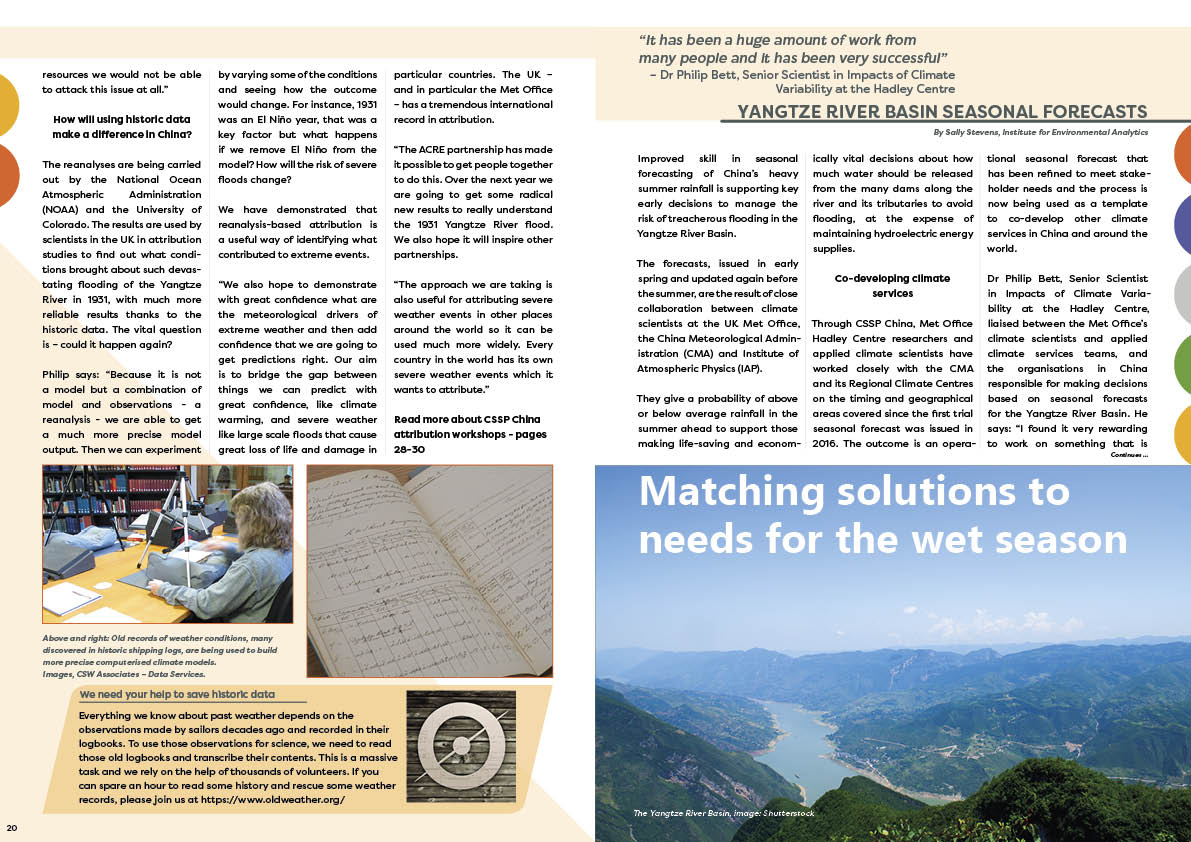 resources we would not be able
to attack this issue at all.”
How will using historic data
make a difference in China?
The reanalyses are being carried
out by the National Ocean
Atmospheric Administration
(NOAA) and the University of
Colorado. The results are used by
scientists in the UK in attribution
studies to find out what condi-
tions brought about such devas-
tating flooding of the Yangtze
River in 1931, with much more
reliable results thanks to the
historic data. The vital question
is – could it happen again?
Philip says: “Because it is not
a model but a combination of
model and observations - a
reanalysis - we are able to get
a much more precise model
output. Then we can experiment
by varying some of the conditions
and seeing how the outcome
would change. For instance, 1931
was an El Niño year, that was a
key factor but what happens
if we remove El Niño from the
model? How will the risk of severe
floods change?
We have demonstrated that
reanalysis-based attribution is
a useful way of identifying what
contributed to extreme events.
“We also hope to demonstrate
with great confidence what are
the meteorological drivers of
extreme weather and then add
confidence that we are going to
get predictions right. Our aim
is to bridge the gap between
things we can predict with
great confidence, like climate
warming, and severe weather
like large scale floods that cause
great loss of life and damage in
particular countries. The UK –
and in particular the Met Office
– has a tremendous international
record in attribution.
“The ACRE partnership has made
it possible to get people together
to do this. Over the next year we
are going to get some radical
new results to really understand
the 1931 Yangtze River flood.
We also hope it will inspire other
partnerships.
“The approach we are taking is
also useful for attributing severe
weather events in other places
around the world so it can be
used much more widely. Every
country in the world has its own
severe weather events which it
wants to attribute.”
Read more about CSSP China
attribution workshops - pages
28-30
Above and right: Old records of weather conditions, many
discovered in historic shipping logs, are being used to build
more precise computerised climate models.
Images, CSW Associates – Data Services.
We need your help to save historic data
Everything we know about past weather depends on the
observations made by sailors decades ago and recorded in their
logbooks. To use those observations for science, we need to read
those old logbooks and transcribe their contents. This is a massive
task and we rely on the help of thousands of volunteers. If you
can spare an hour to read some history and rescue some weather
records, please join us at https://www.oldweather.org/
20
“It has been a huge amount of work from
many people and it has been very successful”
– Dr Philip Bett, Senior Scientist in Impacts of Climate
Variability at the Hadley Centre
YANGTZE RIVER BASIN SEASONAL FORECASTS
By Sally Stevens, Institute for Environmental Analytics
Improved skill in seasonal
forecasting of China’s heavy
summer rainfall is supporting key
early decisions to manage the
risk of treacherous flooding in the
Yangtze River Basin.
The forecasts, issued in early
spring and updated again before
the summer, are the result of close
collaboration between climate
scientists at the UK Met Office,
the China Meteorological Admin-
istration (CMA) and Institute of
Atmospheric Physics (IAP).
They give a probability of above
or below average rainfall in the
summer ahead to support those
making life-saving and econom-
ically vital decisions about how
much water should be released
from the many dams along the
river and its tributaries to avoid
flooding, at the expense of
maintaining hydroelectric energy
supplies.
Co-developing climate
services
Through CSSP China, Met Office
Hadley Centre researchers and
applied climate scientists have
worked closely with the CMA
and its Regional Climate Centres
on the timing and geographical
areas covered since the first trial
seasonal forecast was issued in
2016. The outcome is an opera-
tional seasonal forecast that
has been refined to meet stake-
holder needs and the process is
now being used as a template
to co-develop other climate
services in China and around the
world.
Dr Philip Bett, Senior Scientist
in Impacts of Climate Varia-
bility at the Hadley Centre,
liaised between the Met Office’s
climate scientists and applied
climate services teams, and
the organisations in China
responsible for making decisions
based on seasonal forecasts
for the Yangtze River Basin. He
says: “I found it very rewarding
to work on something that is
Continues ...
Matching solutions to
needs for the wet season
The Yangtze River Basin, image: Shutterstock